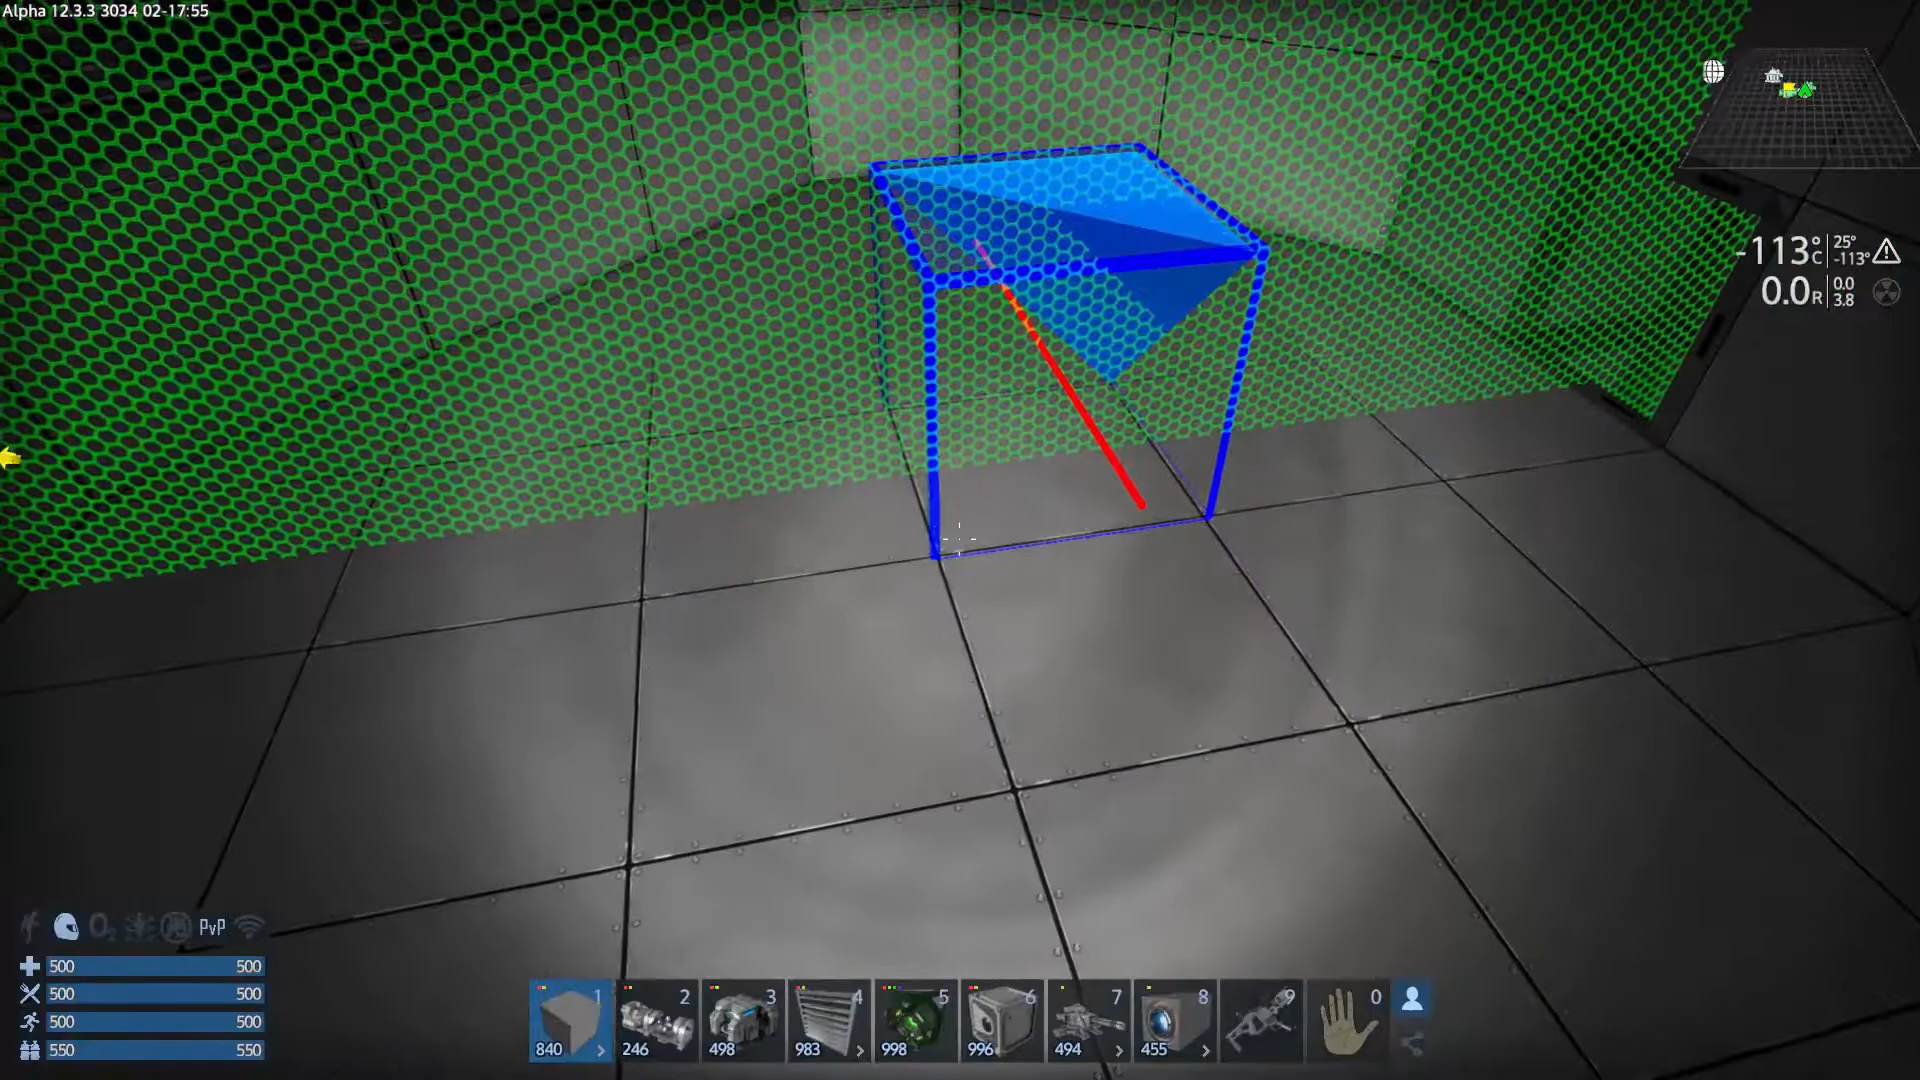 Alpha 12.3.3 3034 02-17:55
-113°C 25° -113°
0.0R 0.0 3.8
O₂ PvP
500 500
500 500
500 500
550 550
1 2 3 4 5 6 7 8 9 0
840 246 498 983 998 996 494 455